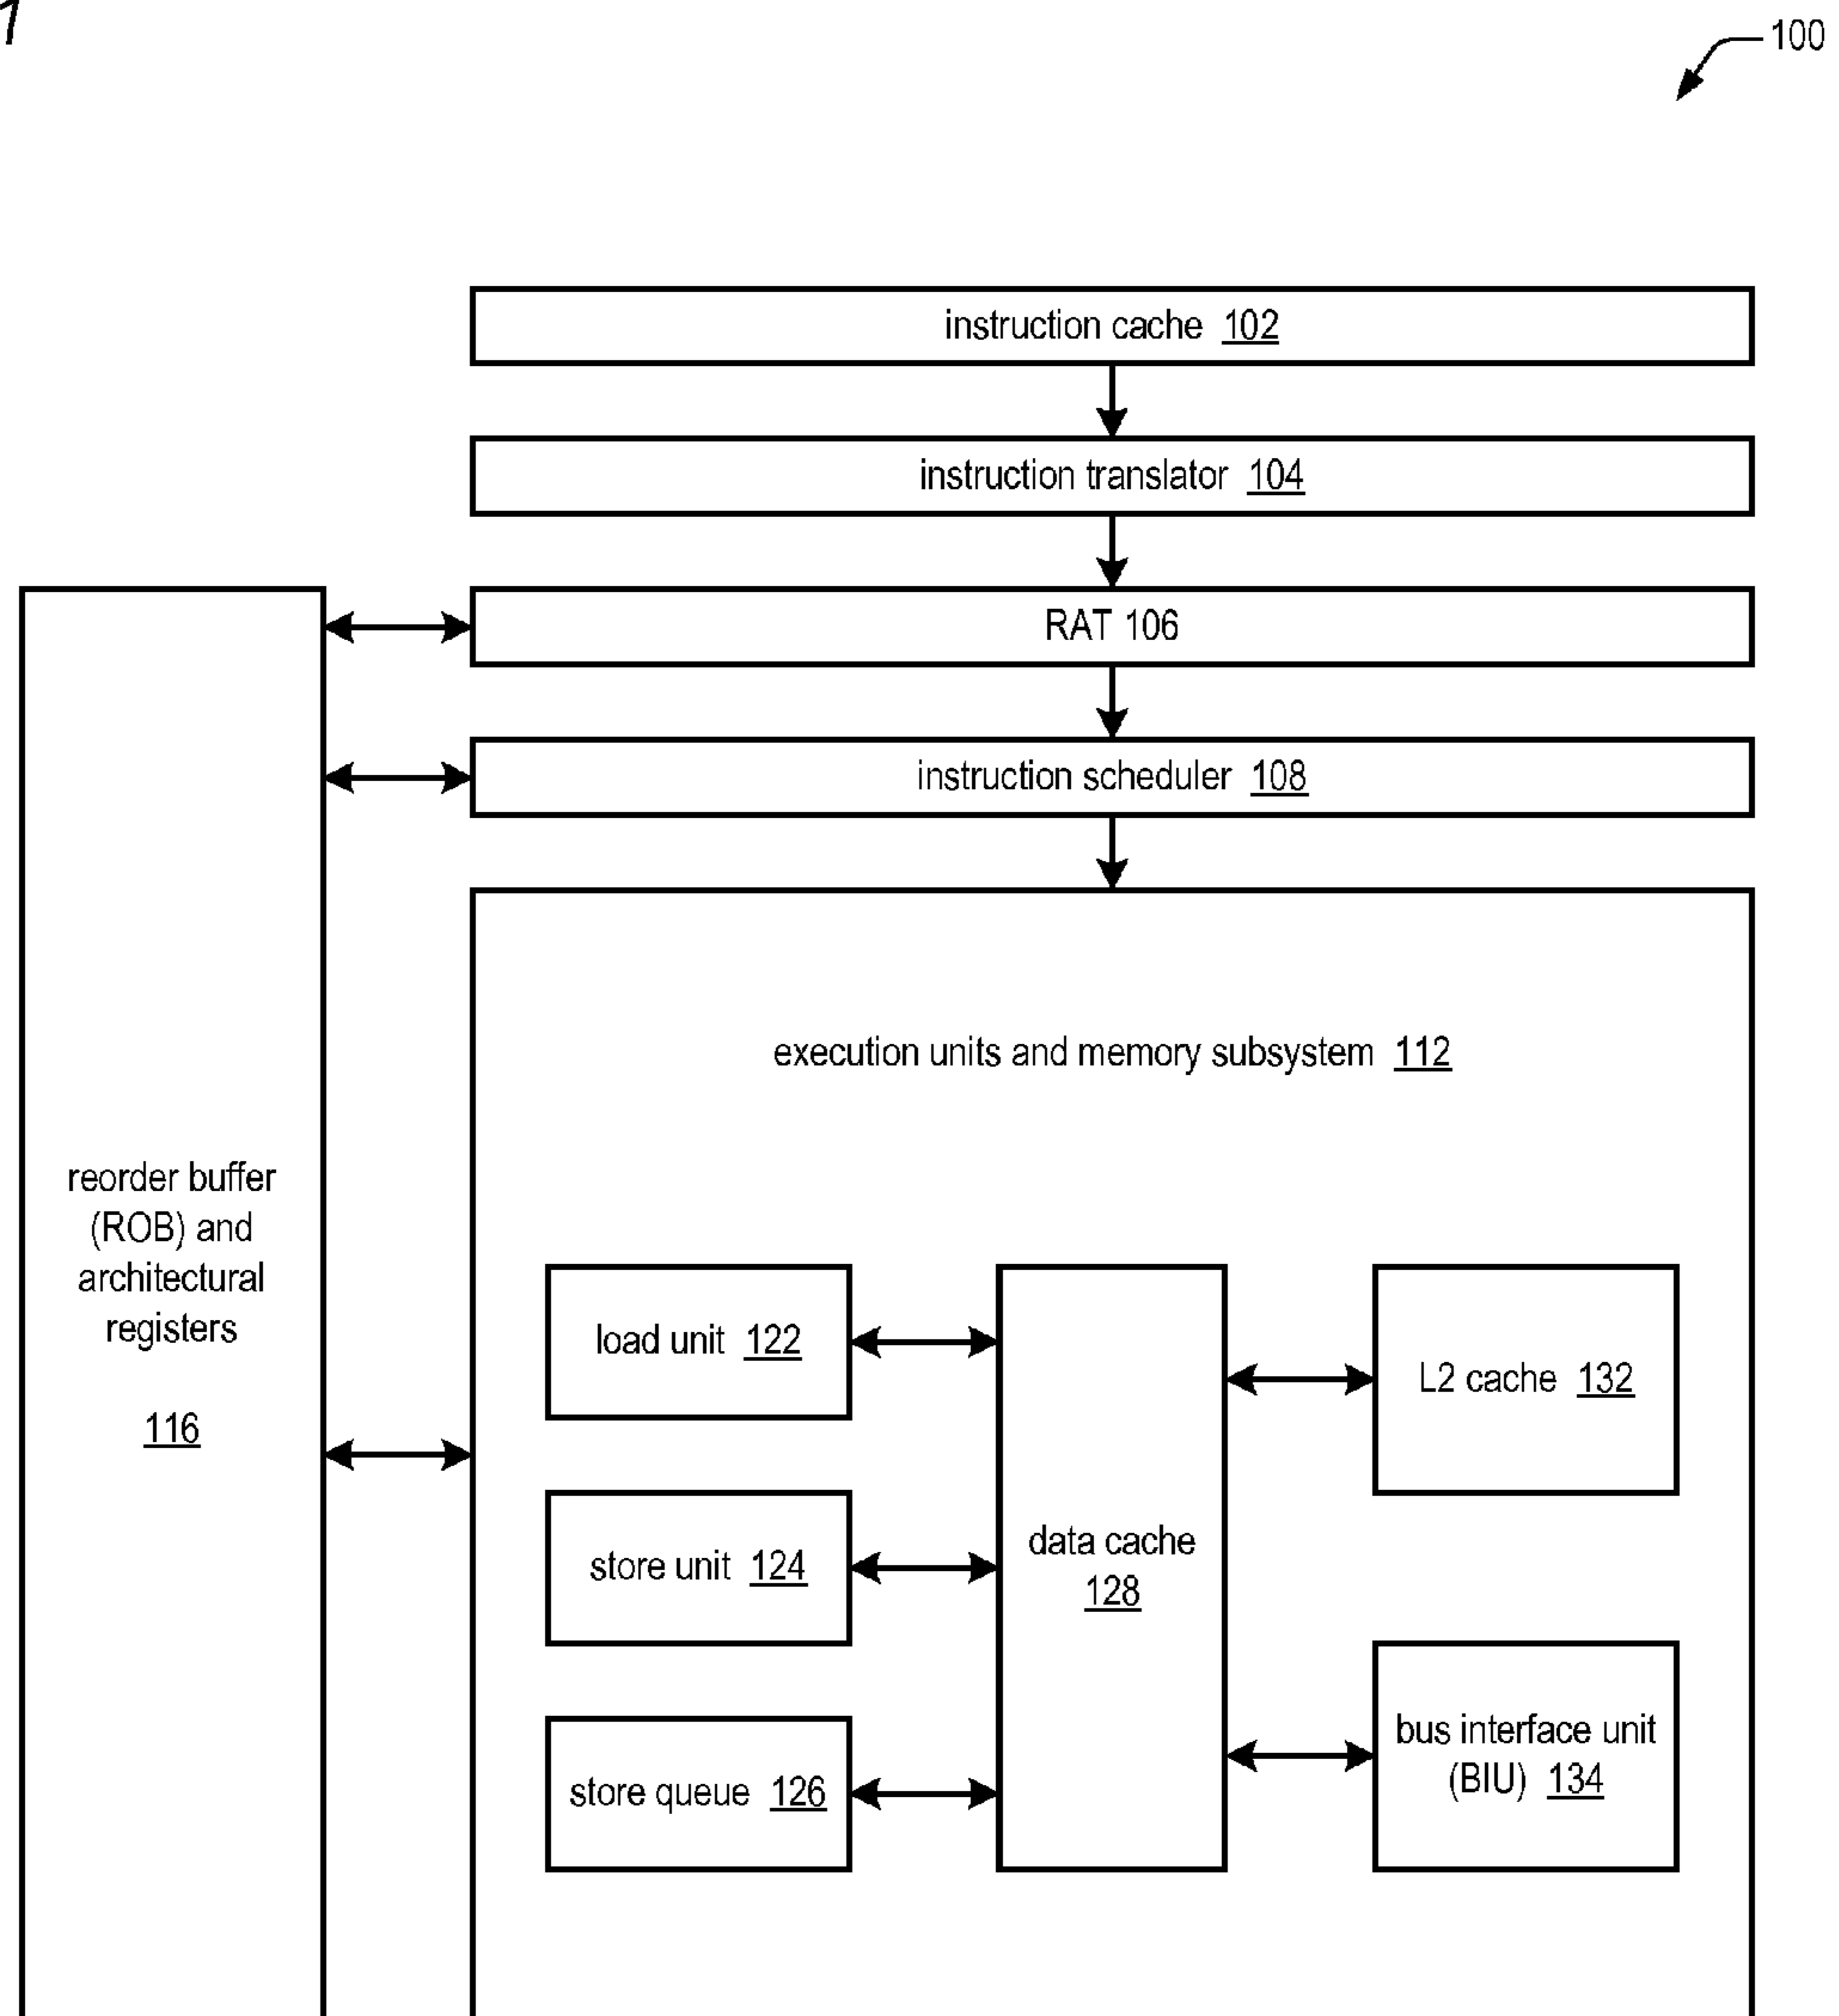 1
100
instruction cache 102
instruction translator 104
RAT 106
instruction scheduler 108
execution units and memory subsystem 112
reorder buffer
(ROB) and
architectural
registers
116
load unit 122
store unit 124
store queue 126
data cache
128
L2 cache 132
bus interface unit
(BIU) 134